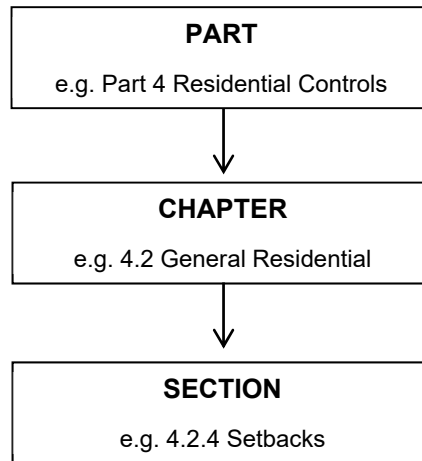 PART
e.g. Part 4 Residential Controls
CHAPTER
e.g. 4.2 General Residential
SECTION
e.g. 4.2.4 Setbacks